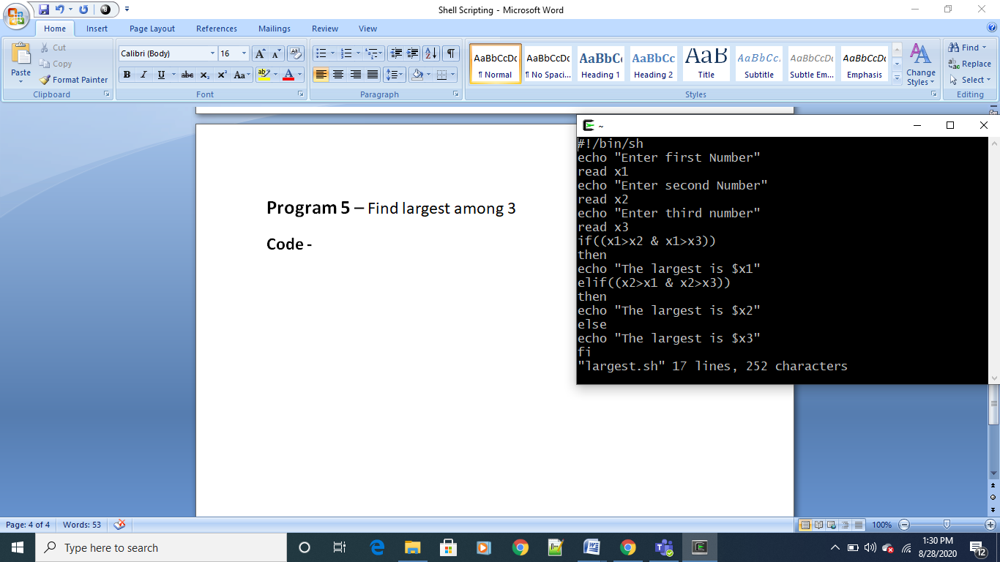 Shell Scripting - Microsoft Word
Home Insert Page Layout References Mailings Review View
Paste
Cut
Copy
Format Painter
Clipboard
Calibri (Body) 16
B I U abc x₂ x² Aa
Font
Paragraph
AaBbCcDc AaBbCcDc AaBbCc AaBbCc AaB AaBbCc. AaBbCcDc AaBbCcDc
¶ Normal ¶ No Spaci... Heading 1 Heading 2 Title Subtitle Subtle Em... Emphasis
Change
Styles
Styles
Find
Replace
Select
Editing
Program 5 – Find largest among 3
Code -
~
#!/bin/sh
echo "Enter first Number"
read x1
echo "Enter second Number"
read x2
echo "Enter third number"
read x3
if((x1>x2 & x1>x3))
then
echo "The largest is $x1"
elif((x2>x1 & x2>x3))
then
echo "The largest is $x2"
else
echo "The largest is $x3"
fi
"largest.sh" 17 lines, 252 characters
Page: 4 of 4 Words: 53
100%
Type here to search
1:30 PM
8/28/2020
12